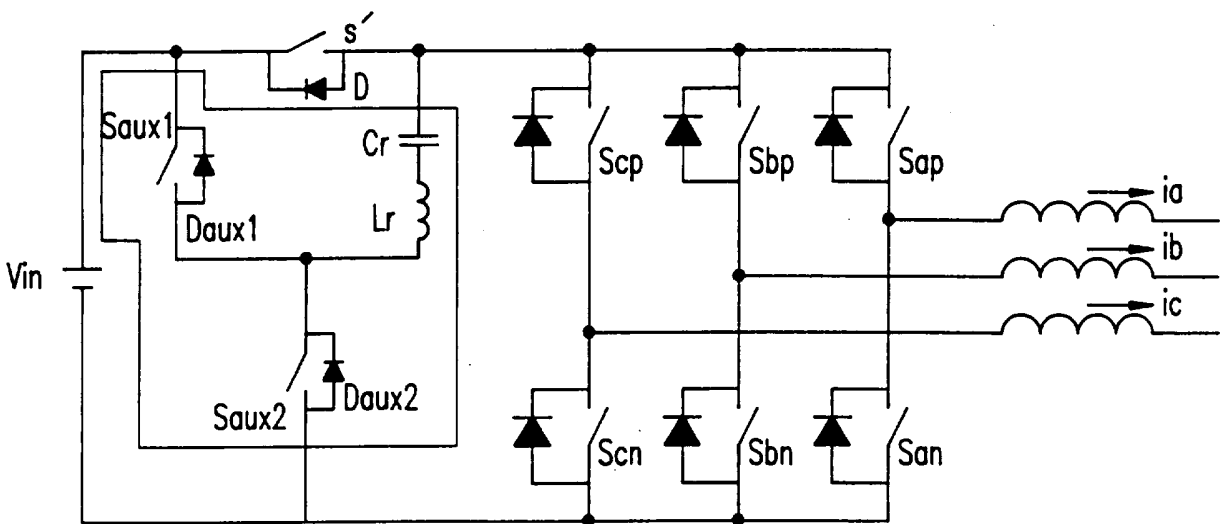 s′
D
Saux1
Cr
Scp
Sbp
Sap
ia
Daux1
Lr
ib
Vin
ic
Saux2
Daux2
Scn
Sbn
San